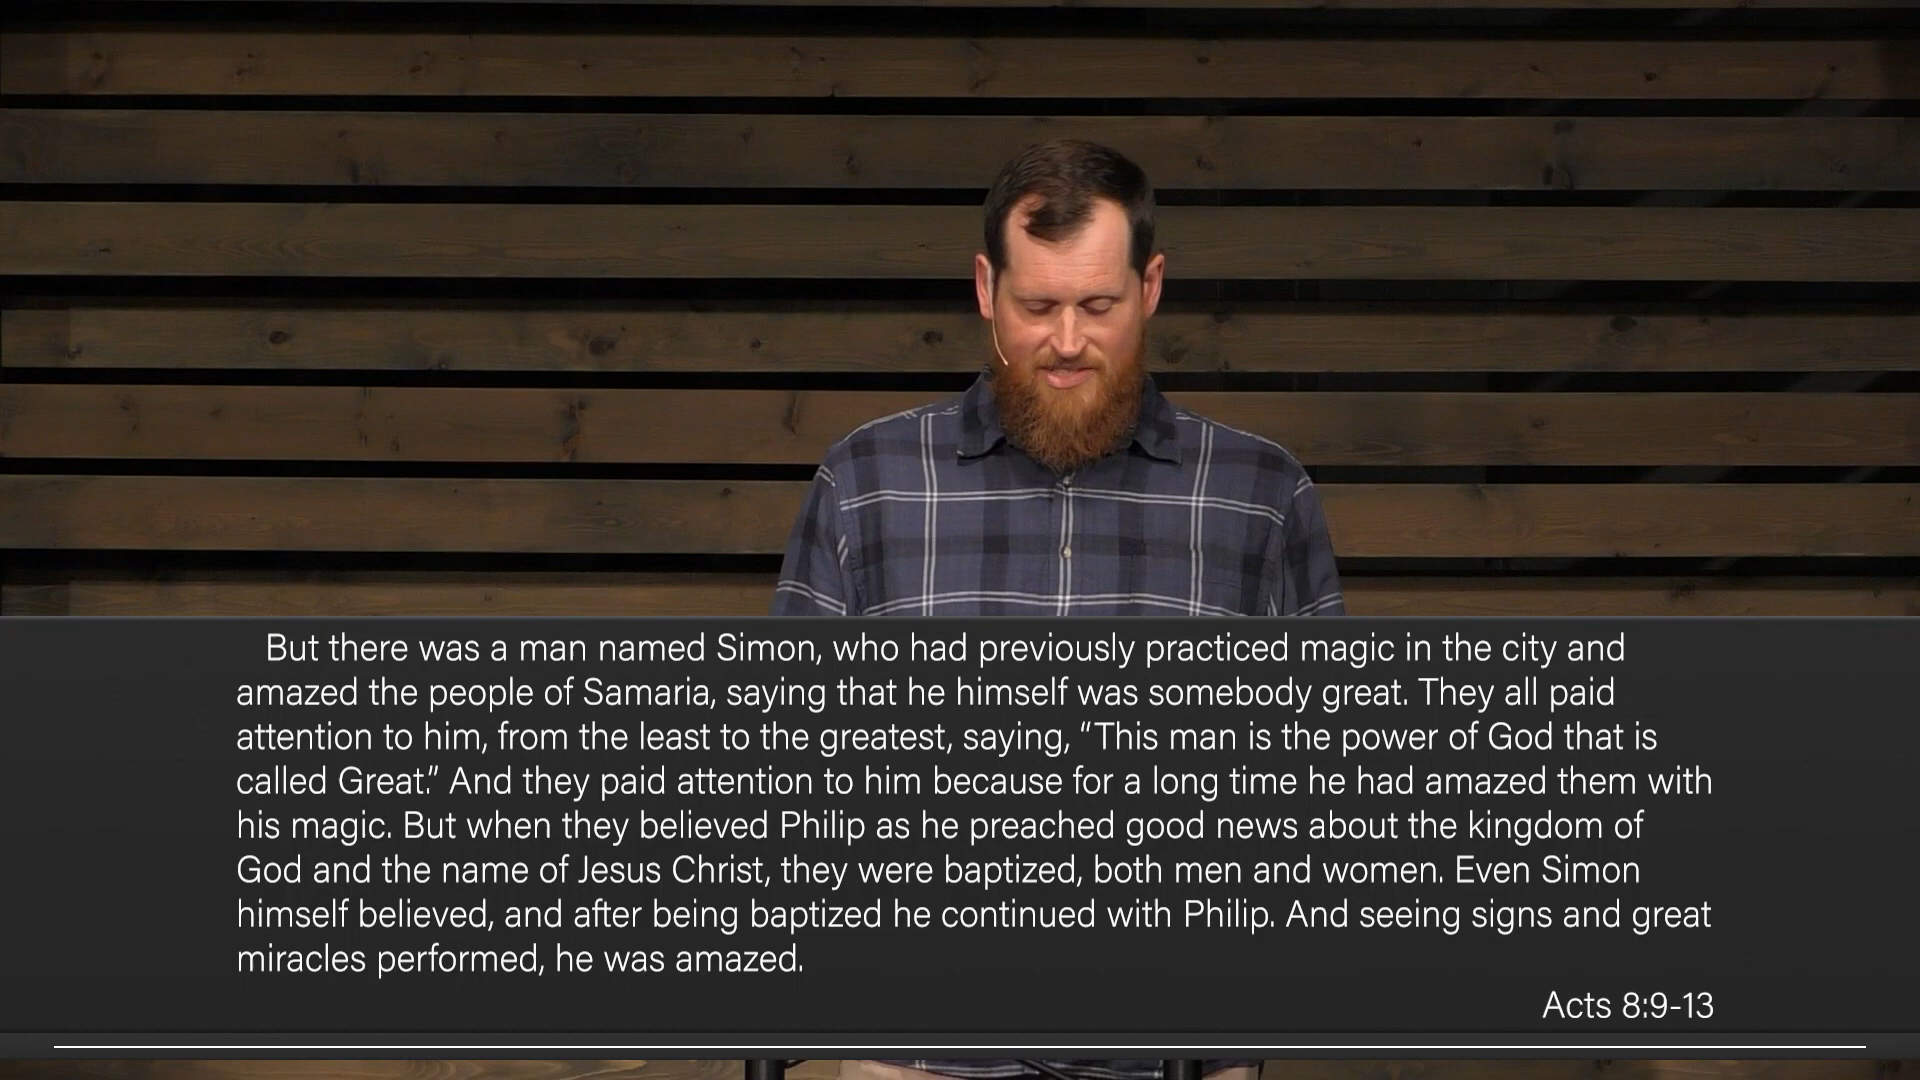 But there was a man named Simon, who had previously practiced magic in the city and
amazed the people of Samaria, saying that he himself was somebody great. They all paid
attention to him, from the least to the greatest, saying, “This man is the power of God that is
called Great.” And they paid attention to him because for a long time he had amazed them with
his magic. But when they believed Philip as he preached good news about the kingdom of
God and the name of Jesus Christ, they were baptized, both men and women. Even Simon
himself believed, and after being baptized he continued with Philip. And seeing signs and great
miracles performed, he was amazed.
Acts 8:9-13